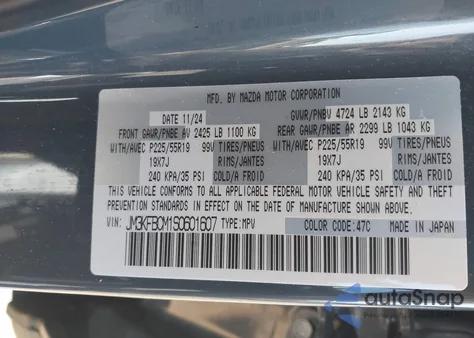 MFG. BY MAZDA MOTOR CORPORATION
DATE 11/24 GVWR/PNBV 4724 LB 2143 KG
FRONT GAWR/PNBE AV 2425 LB 1100 KG REAR GAWR/PNBE AR 2299 LB 1043 KG
WITH/AVEC P225/55R19 99V TIRES/PNEUS WITH/AVEC P225/55R19 99V TIRES/PNEUS
19X7J RIMS/JANTES 19X7J RIMS/JANTES
240 KPA/35 PSI COLD/A FROID 240 KPA/35 PSI COLD/A FROID
THIS VEHICLE CONFORMS TO ALL APPLICABLE FEDERAL MOTOR VEHICLE SAFETY AND THEFT
PREVENTION STANDARDS IN EFFECT ON THE DATE OF MANUFACTURE SHOWN ABOVE.
VIN: JM3KFBCM1S0601607 TYPE: MPV COLOR CODE: 47C MADE IN JAPAN
autoSnap